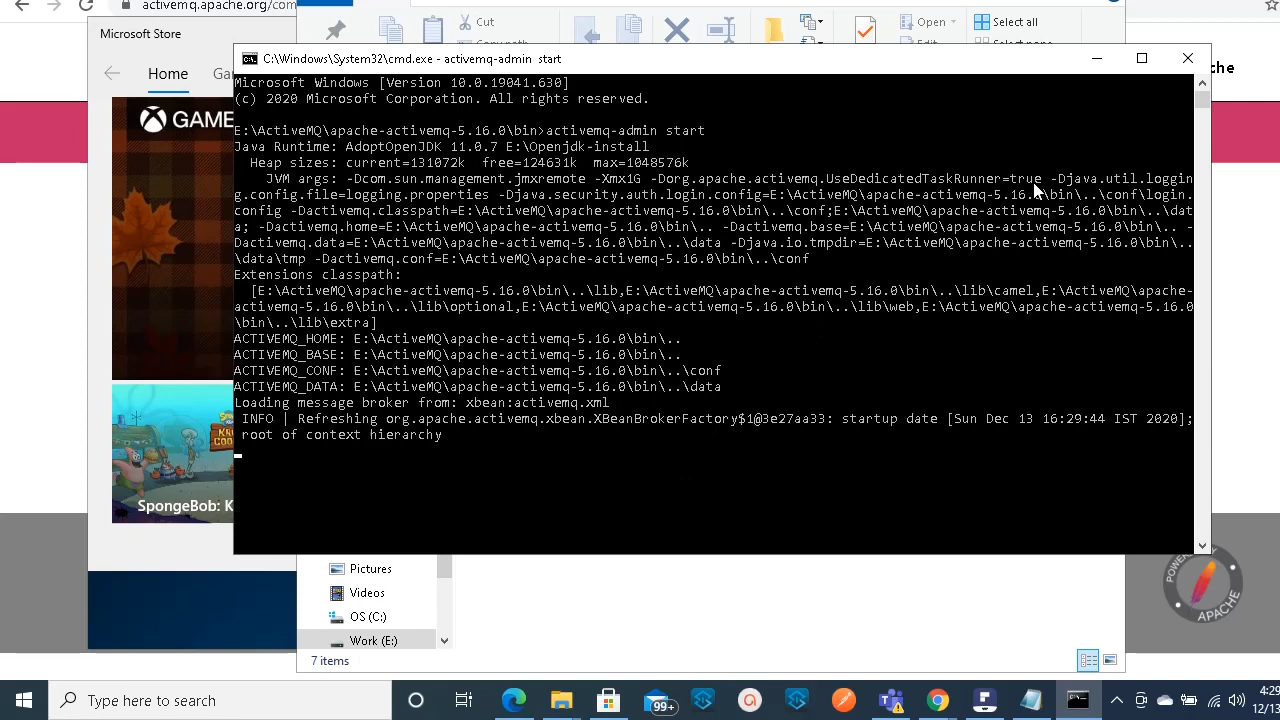 activemq.apache.org/com
Microsoft Store
Home
Ga
GAME
SpongeBob: K
Cut
Open
Select all
che
C:\Windows\System32\cmd.exe - activemq-admin start
Microsoft Windows [Version 10.0.19041.630]
(c) 2020 Microsoft Corporation. All rights reserved.
E:\ActiveMQ\apache-activemq-5.16.0\bin>activemq-admin start
Java Runtime: AdoptOpenJDK 11.0.7 E:\Openjdk-install
Heap sizes: current=131072k free=124631k max=1048576k
JVM args: -Dcom.sun.management.jmxremote -Xmx1G -Dorg.apache.activemq.UseDedicatedTaskRunner=true -Djava.util.loggin
g.config.file=logging.properties -Djava.security.auth.login.config=E:\ActiveMQ\apache-activemq-5.16.0\bin\..\conf\login.
config -Dactivemq.classpath=E:\ActiveMQ\apache-activemq-5.16.0\bin\..\conf;E:\ActiveMQ\apache-activemq-5.16.0\bin\..\dat
a; -Dactivemq.home=E:\ActiveMQ\apache-activemq-5.16.0\bin\.. -Dactivemq.base=E:\ActiveMQ\apache-activemq-5.16.0\bin\.. -
Dactivemq.data=E:\ActiveMQ\apache-activemq-5.16.0\bin\..\data -Djava.io.tmpdir=E:\ActiveMQ\apache-activemq-5.16.0\bin\..
\data\tmp -Dactivemq.conf=E:\ActiveMQ\apache-activemq-5.16.0\bin\..\conf
Extensions classpath:
[E:\ActiveMQ\apache-activemq-5.16.0\bin\..\lib,E:\ActiveMQ\apache-activemq-5.16.0\bin\..\lib\camel,E:\ActiveMQ\apache-
activemq-5.16.0\bin\..\lib\optional,E:\ActiveMQ\apache-activemq-5.16.0\bin\..\lib\web,E:\ActiveMQ\apache-activemq-5.16.0
\bin\..\lib\extra]
ACTIVEMQ_HOME: E:\ActiveMQ\apache-activemq-5.16.0\bin\..
ACTIVEMQ_BASE: E:\ActiveMQ\apache-activemq-5.16.0\bin\..
ACTIVEMQ_CONF: E:\ActiveMQ\apache-activemq-5.16.0\bin\..\conf
ACTIVEMQ_DATA: E:\ActiveMQ\apache-activemq-5.16.0\bin\..\data
Loading message broker from: xbean:activemq.xml
INFO | Refreshing org.apache.activemq.xbean.XBeanBrokerFactory$1@3e27aa33: startup date [Sun Dec 13 16:29:44 IST 2020];
root of context hierarchy
Pictures
Videos
OS (C:)
Work (E:)
7 items
APACHE
Type here to search
99+
4:29
12/13